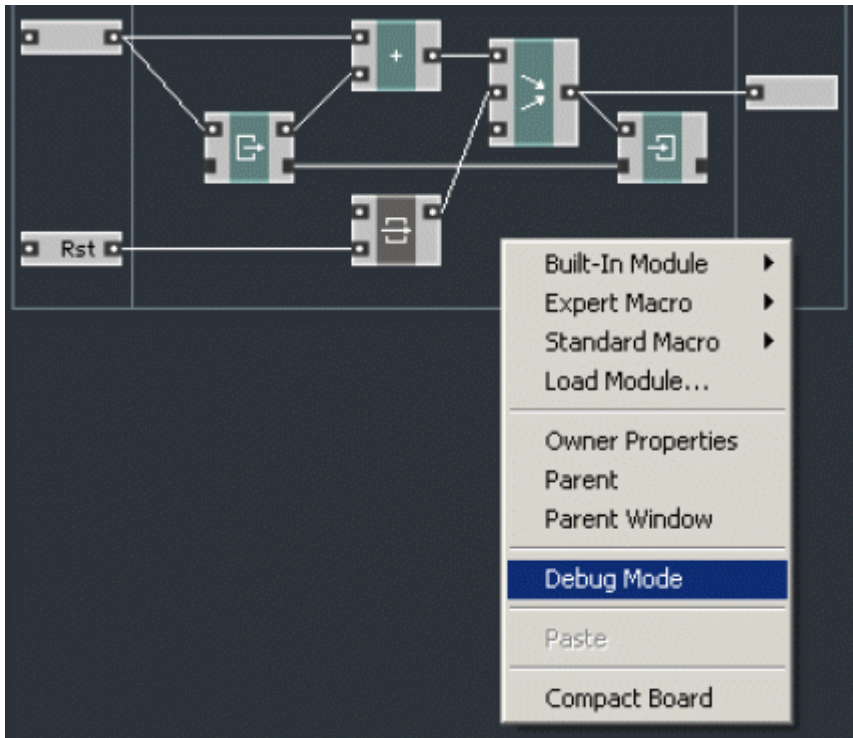 +
Rst
Built-In Module
Expert Macro
Standard Macro
Load Module...
Owner Properties
Parent
Parent Window
Debug Mode
Paste
Compact Board